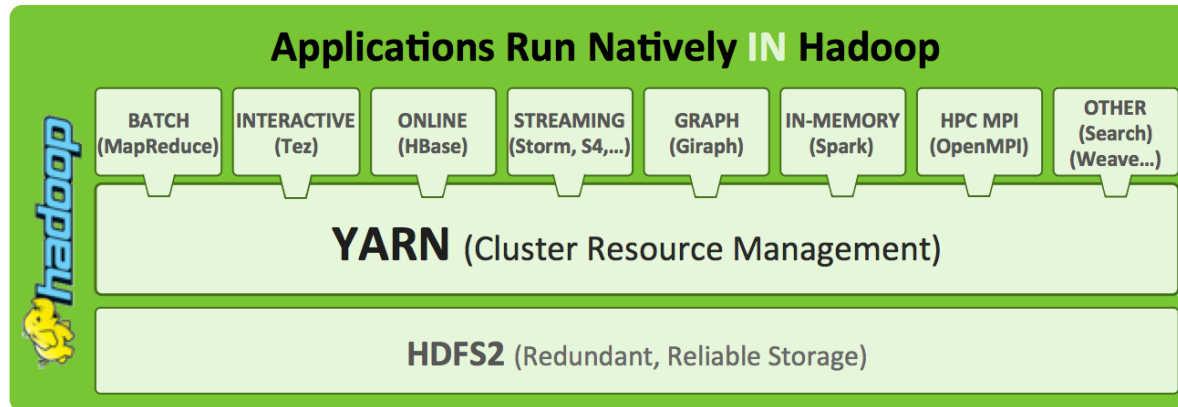 Applications Run Natively IN Hadoop
BATCH
(MapReduce)
INTERACTIVE
(Tez)
ONLINE
(HBase)
STREAMING
(Storm, S4,...)
GRAPH
(Giraph)
IN-MEMORY
(Spark)
HPC MPI
(OpenMPI)
OTHER
(Search)
(Weave...)
hadoop
YARN (Cluster Resource Management)
HDFS2 (Redundant, Reliable Storage)